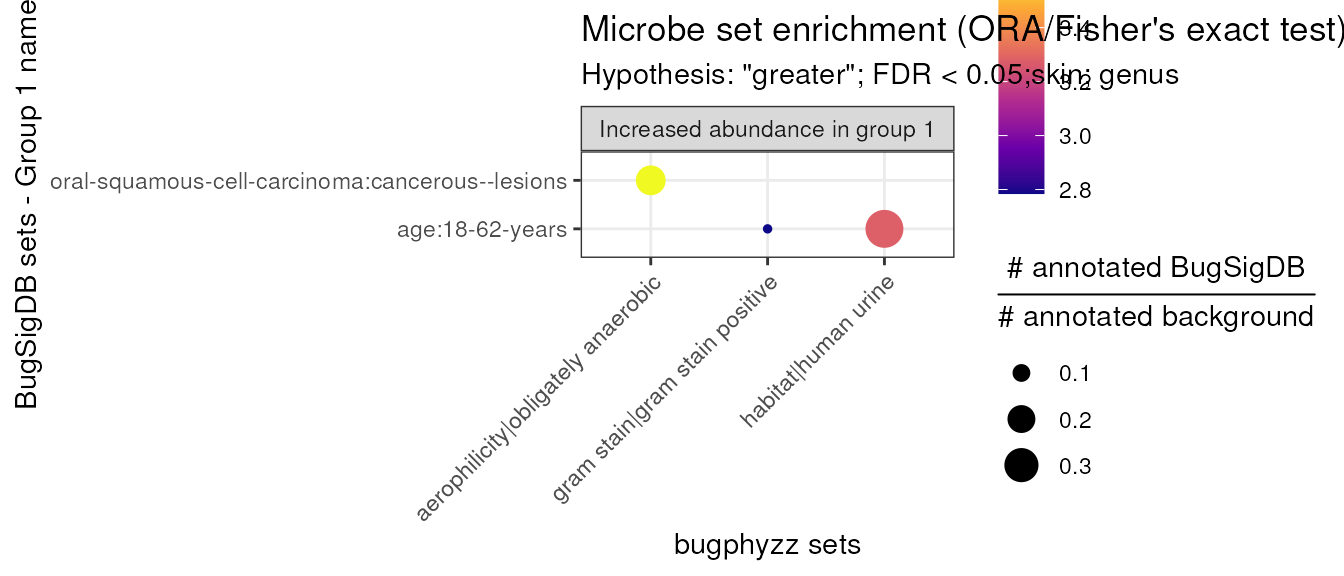 Microbe set enrichment (ORA/Fisher's exact test)
Hypothesis: "greater"; FDR < 0.05;skin; genus
Increased abundance in group 1
BugSigDB sets - Group 1 name
oral-squamous-cell-carcinoma:cancerous--lesions
age:18-62-years
aerophilicity|obligately anaerobic
gram stain|gram stain positive
habitat|human urine
bugphyzz sets
3.4
3.2
3.0
2.8
# annotated BugSigDB
# annotated background
0.1
0.2
0.3